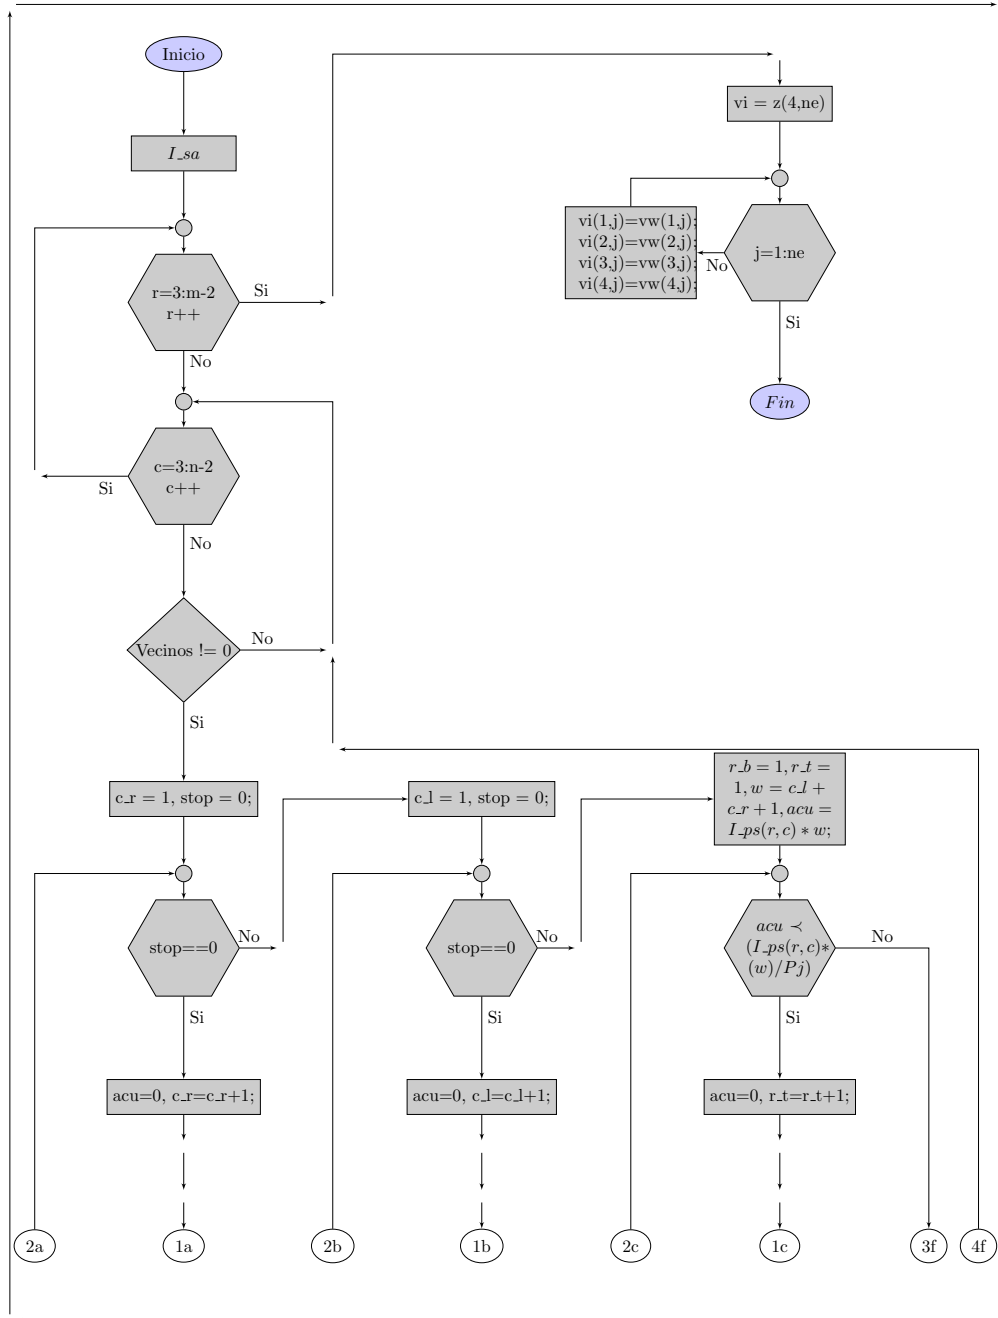 Inicio
I_sa
r=3:m-2
r++
Si
No
c=3:n-2
c++
Si
No
Vecinos != 0
No
Si
vi = z(4,ne)
vi(1,j)=vw(1,j);
vi(2,j)=vw(2,j);
vi(3,j)=vw(3,j);
vi(4,j)=vw(4,j);
No
j=1:ne
Si
Fin
c_r = 1, stop = 0;
stop==0
No
Si
acu=0, c_r=c_r+1;
c_l = 1, stop = 0;
stop==0
No
Si
acu=0, c_l=c_l+1;
r_b = 1, r_t =
1, w = c_l +
c_r + 1, acu =
I_ps(r, c) ∗ w;
acu ≺
(I_ps(r, c)∗
(w)/Pj)
No
Si
acu=0, r_t=r_t+1;
2a
1a
2b
1b
2c
1c
3f
4f